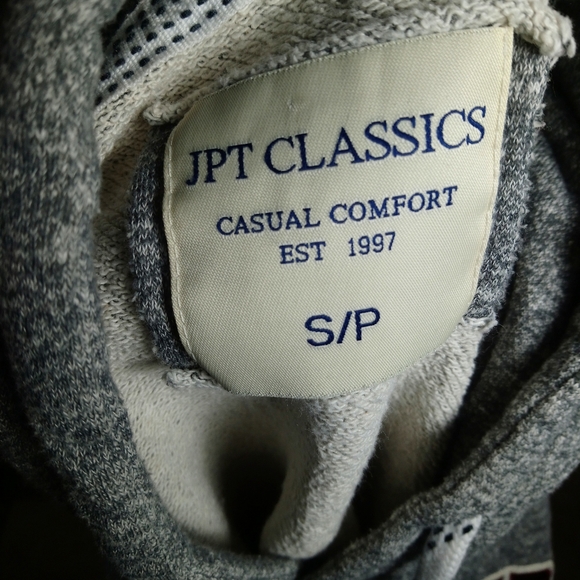 JPT CLASSICS
CASUAL COMFORT
EST 1997
S/P